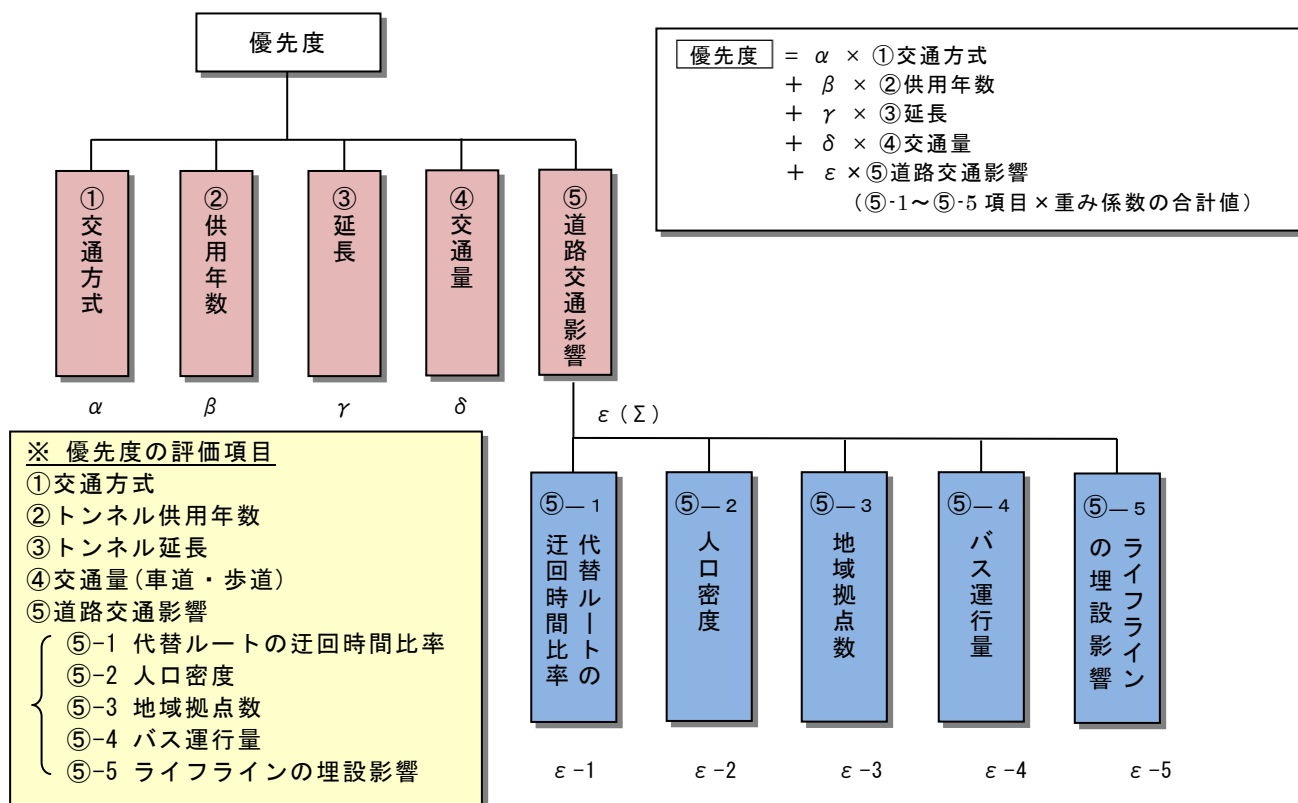 優先度
優先度 = α × ①交通方式
+ β × ②供用年数
+ γ × ③延長
+ δ × ④交通量
+ ε×⑤道路交通影響
(⑤-1～⑤-5 項目×重み係数の合計値)
①交通方式
②供用年数
③延長
④交通量
⑤道路交通影響
α
β
γ
δ
ε(Σ)
※ 優先度の評価項目
①交通方式
②トンネル供用年数
③トンネル延長
④交通量(車道・歩道)
⑤道路交通影響
⑤-1 代替ルートの迂回時間比率
⑤-2 人口密度
⑤-3 地域拠点数
⑤-4 バス運行量
⑤-5 ライフラインの埋設影響
⑤―１
代替ルートの
迂回時間比率
⑤―２
人口密度
⑤―３
地域拠点数
⑤―４
バス運行量
⑤―５
ライフライン
の埋設影響
ε-1
ε-2
ε-3
ε-4
ε-5